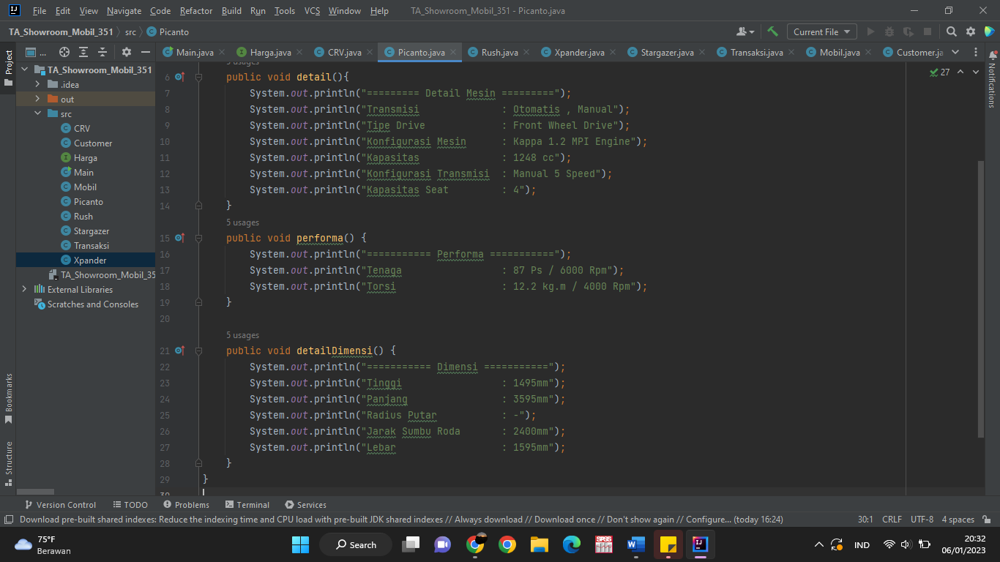 File Edit View Navigate Code Refactor Build Run Tools VCS Window Help TA_Showroom_Mobil_351 - Picanto.java
TA_Showroom_Mobil_351 src Picanto
Current File
Project
...
Main.java Harga.java CRV.java Picanto.java Rush.java Xpander.java Stargazer.java Transaksi.java Mobil.java Customer.ja
TA_Showroom_Mobil_351
.idea
out
src
CRV
Customer
Harga
Main
Mobil
Picanto
Rush
Stargazer
Transaksi
Xpander
TA_Showroom_Mobil_35
External Libraries
Scratches and Consoles
5 usages
27
6 public void detail(){
7 System.out.println("========= Detail Mesin =========");
8 System.out.println("Transmisi              : Otomatis , Manual");
9 System.out.println("Tipe Drive             : Front Wheel Drive");
10 System.out.println("Konfigurasi Mesin      : Kappa 1.2 MPI Engine");
11 System.out.println("Kapasitas              : 1248 cc");
12 System.out.println("Konfigurasi Transmisi  : Manual 5 Speed");
13 System.out.println("Kapasitas Seat         : 4");
14 }
5 usages
15 public void performa() {
16 System.out.println("=========== Performa ===========");
17 System.out.println("Tenaga                 : 87 Ps / 6000 Rpm");
18 System.out.println("Torsi                  : 12.2 kg.m / 4000 Rpm");
19 }
20
5 usages
21 public void detailDimensi() {
22 System.out.println("=========== Dimensi ===========");
23 System.out.println("Tinggi                 : 1495mm");
24 System.out.println("Panjang                : 3595mm");
25 System.out.println("Radius Putar           : -");
26 System.out.println("Jarak Sumbu Roda       : 2400mm");
27 System.out.println("Lebar                  : 1595mm");
28 }
29 }
30
Notifications
Bookmarks
Structure
Version Control TODO Problems Terminal Services
Download pre-built shared indexes: Reduce the indexing time and CPU load with pre-built JDK shared indexes // Always download // Download once // Don't show again // Configure... (today 16:24) 30:1 CRLF UTF-8 4 spaces
75°F
Berawan
Search
SPSS
IND
20:32
06/01/2023